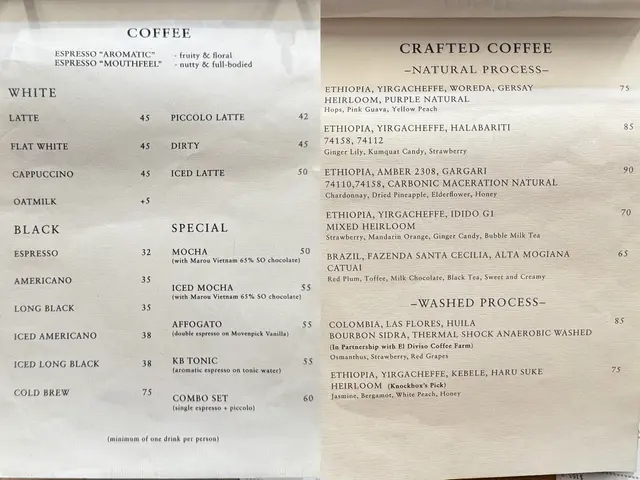 COFFEE
ESPRESSO "AROMATIC" - fruity & floral
ESPRESSO "MOUTHFEEL" - nutty & full-bodied
WHITE
LATTE 45
FLAT WHITE 45
CAPPUCCINO 45
OATMILK +5
PICCOLO LATTE 42
DIRTY 45
ICED LATTE 50
BLACK
ESPRESSO 32
AMERICANO 35
LONG BLACK 35
ICED AMERICANO 38
ICED LONG BLACK 38
COLD BREW 75
SPECIAL
MOCHA 50
(with Marou Vietnam 65% SO chocolate)
ICED MOCHA 55
(with Marou Vietnam 65% SO chocolate)
AFFOGATO 55
(double espresso on Movenpick Vanilla)
KB TONIC 55
(aromatic espresso on tonic water)
COMBO SET 60
(single espresso + piccolo)
(minimum of one drink per person)
CRAFTED COFFEE
–NATURAL PROCESS–
ETHIOPIA, YIRGACHEFFE, WOREDA, GERSAY 75
HEIRLOOM, PURPLE NATURAL
Hops, Pink Guava, Yellow Peach
ETHIOPIA, YIRGACHEFFE, HALABARITI 85
74158, 74112
Ginger Lily, Kumquat Candy, Strawberry
ETHIOPIA, AMBER 2308, GARGARI 90
74110,74158, CARBONIC MACERATION NATURAL
Chardonnay, Dried Pineapple, Elderflower, Honey
ETHIOPIA, YIRGACHEFFE, IDIDO G1 70
MIXED HEIRLOOM
Strawberry, Mandarin Orange, Ginger Candy, Bubble Milk Tea
BRAZIL, FAZENDA SANTA CECILIA, ALTA MOGIANA 65
CATUAI
Red Plum, Toffee, Milk Chocolate, Black Tea, Sweet and Creamy
–WASHED PROCESS–
COLOMBIA, LAS FLORES, HUILA 85
BOURBON SIDRA, THERMAL SHOCK ANAEROBIC WASHED
(In Partnership with El Diviso Coffee Farm)
Osmanthus, Strawberry, Red Grapes
ETHIOPIA, YIRGACHEFFE, KEBELE, HARU SUKE 75
HEIRLOOM (Knockbox's Pick)
Jasmine, Bergamot, White Peach, Honey